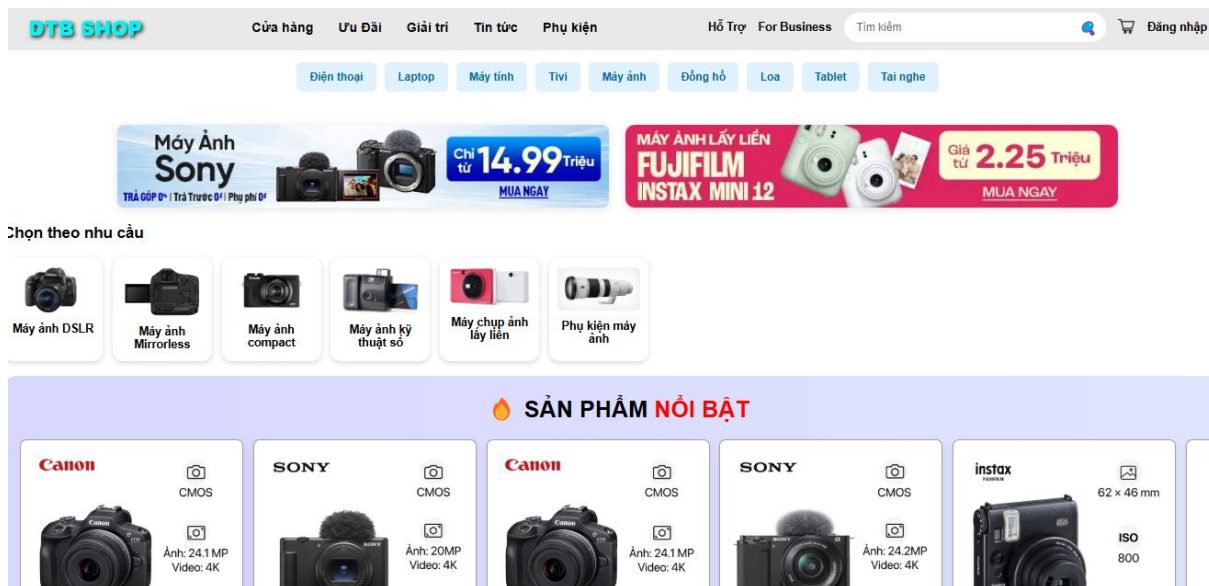 DTB SHOP
Cửa hàng Ưu Đãi Giải trí Tin tức Phụ kiện
Hỗ Trợ For Business Tìm kiếm Đăng nhập
Điện thoại Laptop Máy tính Tivi Máy ảnh Đồng hồ Loa Tablet Tai nghe
Máy Ảnh
Sony
TRẢ GÓP 0% | Trả Trước 0đ | Phụ phí 0đ
Chỉ từ 14.99 Triệu
MUA NGAY
MÁY ẢNH LẤY LIỀN
FUJIFILM
INSTAX MINI 12
Giá từ 2.25 Triệu
MUA NGAY
Chọn theo nhu cầu
Máy ảnh DSLR
Máy ảnh
Mirrorless
Máy ảnh
compact
Máy ảnh kỹ
thuật số
Máy chụp ảnh
lấy liền
Phụ kiện máy
ảnh
SẢN PHẨM NỔI BẬT
Canon
CMOS
Canon
Ảnh: 24.1 MP
Video: 4K
SONY
CMOS
SONY
Ảnh: 20MP
Video: 4K
Canon
CMOS
Canon
Ảnh: 24.1 MP
Video: 4K
SONY
CMOS
SONY
Ảnh: 24.2MP
Video: 4K
instax
FUJIFILM
62 × 46 mm
ISO
800
instax